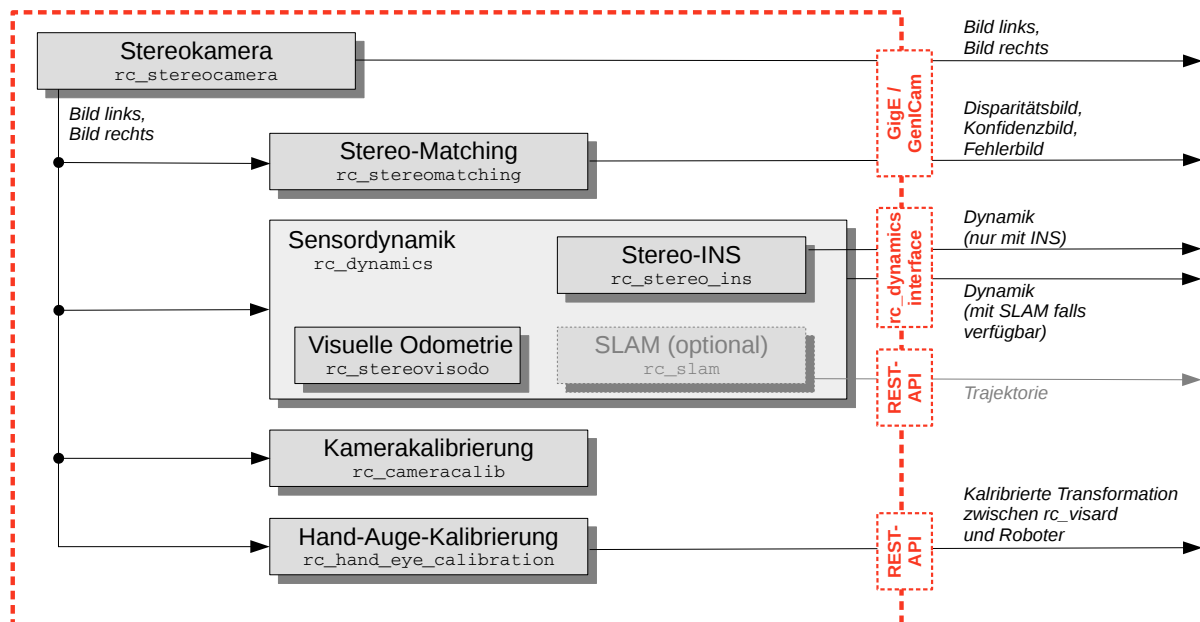 Stereokamera
rc_stereocamera
Bild links,
Bild rechts
GigE /
GenICam
Bild links,
Bild rechts
Stereo-Matching
rc_stereomatching
Disparitätsbild,
Konfidenzbild,
Fehlerbild
Sensordynamik
rc_dynamics
Stereo-INS
rc_stereo_ins
Visuelle Odometrie
rc_stereovisodo
SLAM (optional)
rc_slam
rc_dynamics
interface
Dynamik
(nur mit INS)
Dynamik
(mit SLAM falls
verfügbar)
REST-
API
Trajektorie
Kamerakalibrierung
rc_cameracalib
Hand-Auge-Kalibrierung
rc_hand_eye_calibration
REST-
API
Kalribrierte Transformation
zwischen rc_visard
und Roboter